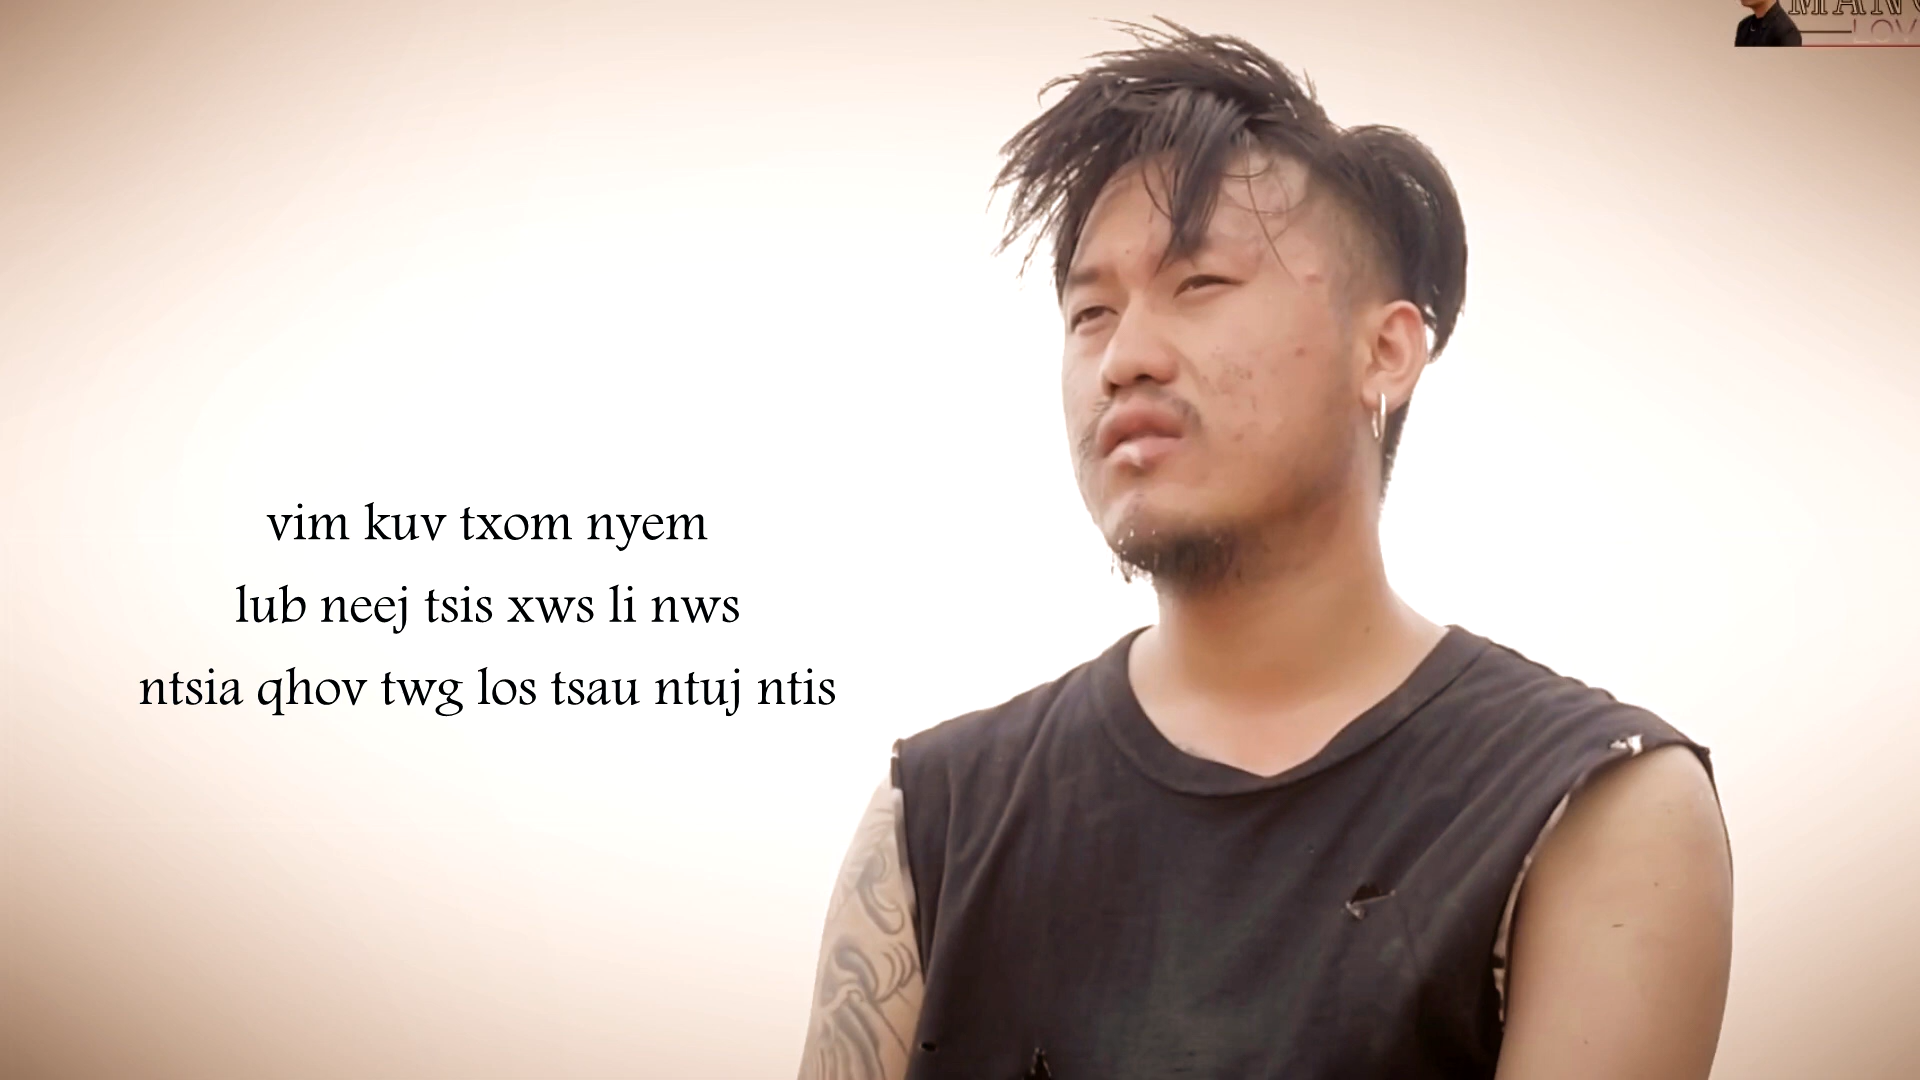 vim kuv txom nyem
lub neej tsis xws li nws
ntsia qhov twg los tsau ntuj ntis